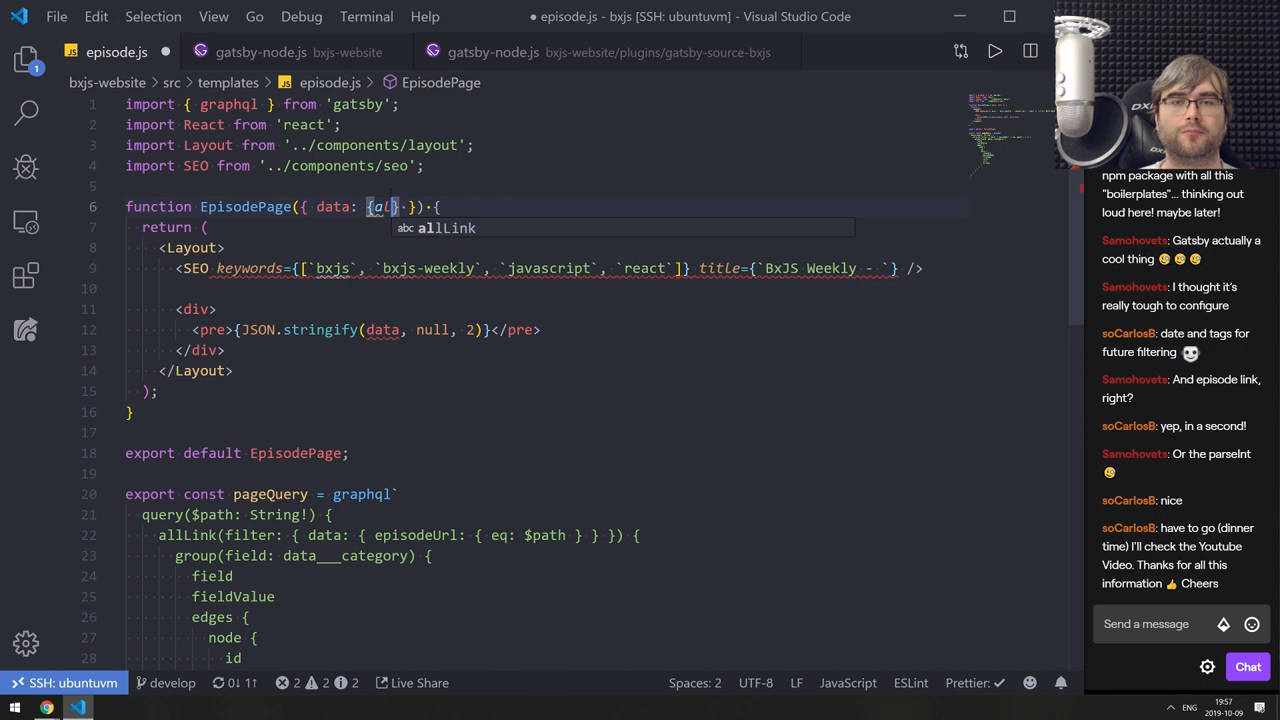 File Edit Selection View Go Debug Terminal Help
● episode.js - bxjs [SSH: ubuntuvm] - Visual Studio Code
JS episode.js ●
gatsby-node.js bxjs-website
gatsby-node.js bxjs-website/plugins/gatsby-source-bxjs
bxjs-website > src > templates > JS episode.js > EpisodePage
1 import { graphql } from 'gatsby';
2 import React from 'react';
3 import Layout from '../components/layout';
4 import SEO from '../components/seo';
5
6 function EpisodePage({ data: {al} }) {
abc allLink
7 return (
8 <Layout>
9 <SEO keywords={[`bxjs`, `bxjs-weekly`, `javascript`, `react`]} title={`BxJS Weekly - `} />
10
11 <div>
12 <pre>{JSON.stringify(data, null, 2)}</pre>
13 </div>
14 </Layout>
15 );
16 }
17
18 export default EpisodePage;
19
20 export const pageQuery = graphql`
21 query($path: String!) {
22 allLink(filter: { data: { episodeUrl: { eq: $path } } }) {
23 group(field: data___category) {
24 field
25 fieldValue
26 edges {
27 node {
28 id
1
npm package with all this
"boilerplates"... thinking out
loud here! maybe later!
Samohovets: Gatsby actually a
cool thing
Samohovets: I thought it's
really tough to configure
soCarlosB: date and tags for
future filtering
Samohovets: And episode link,
right?
soCarlosB: yep, in a second!
Samohovets: Or the parseInt
soCarlosB: nice
soCarlosB: have to go (dinner
time) I'll check the Youtube
Video. Thanks for all this
information 👍 Cheers
Send a message
Chat
SSH: ubuntuvm
develop
0↓ 1↑
2 2 2
Live Share
Spaces: 2
UTF-8
LF
JavaScript
ESLint
Prettier: ✓
ENG
19:57
2019-10-09